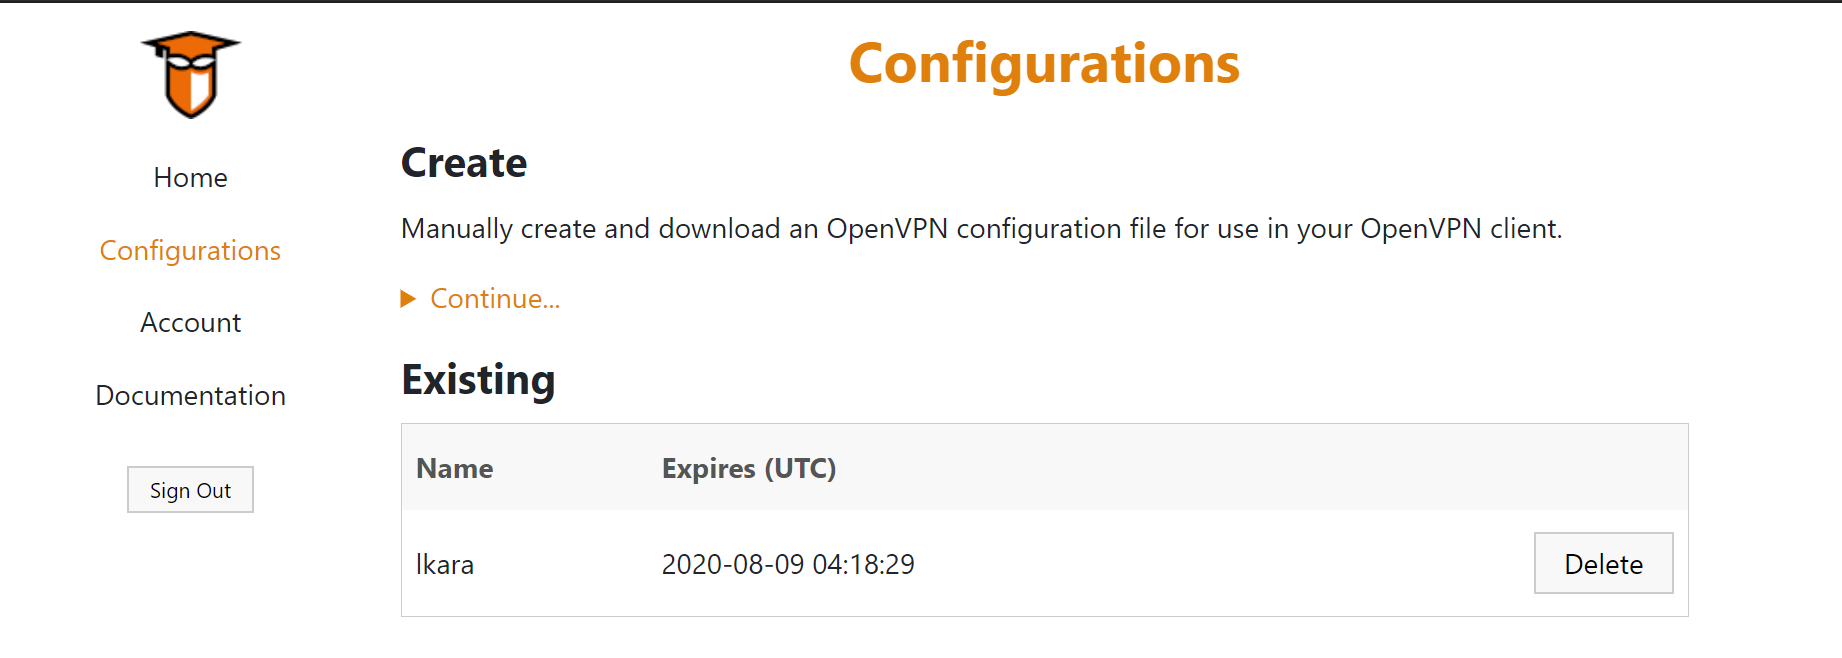 Configurations
Home
Configurations
Account
Documentation
Sign Out
Create
Manually create and download an OpenVPN configuration file for use in your OpenVPN client.
Continue...
Existing
Name Expires (UTC)
lkara 2020-08-09 04:18:29 Delete